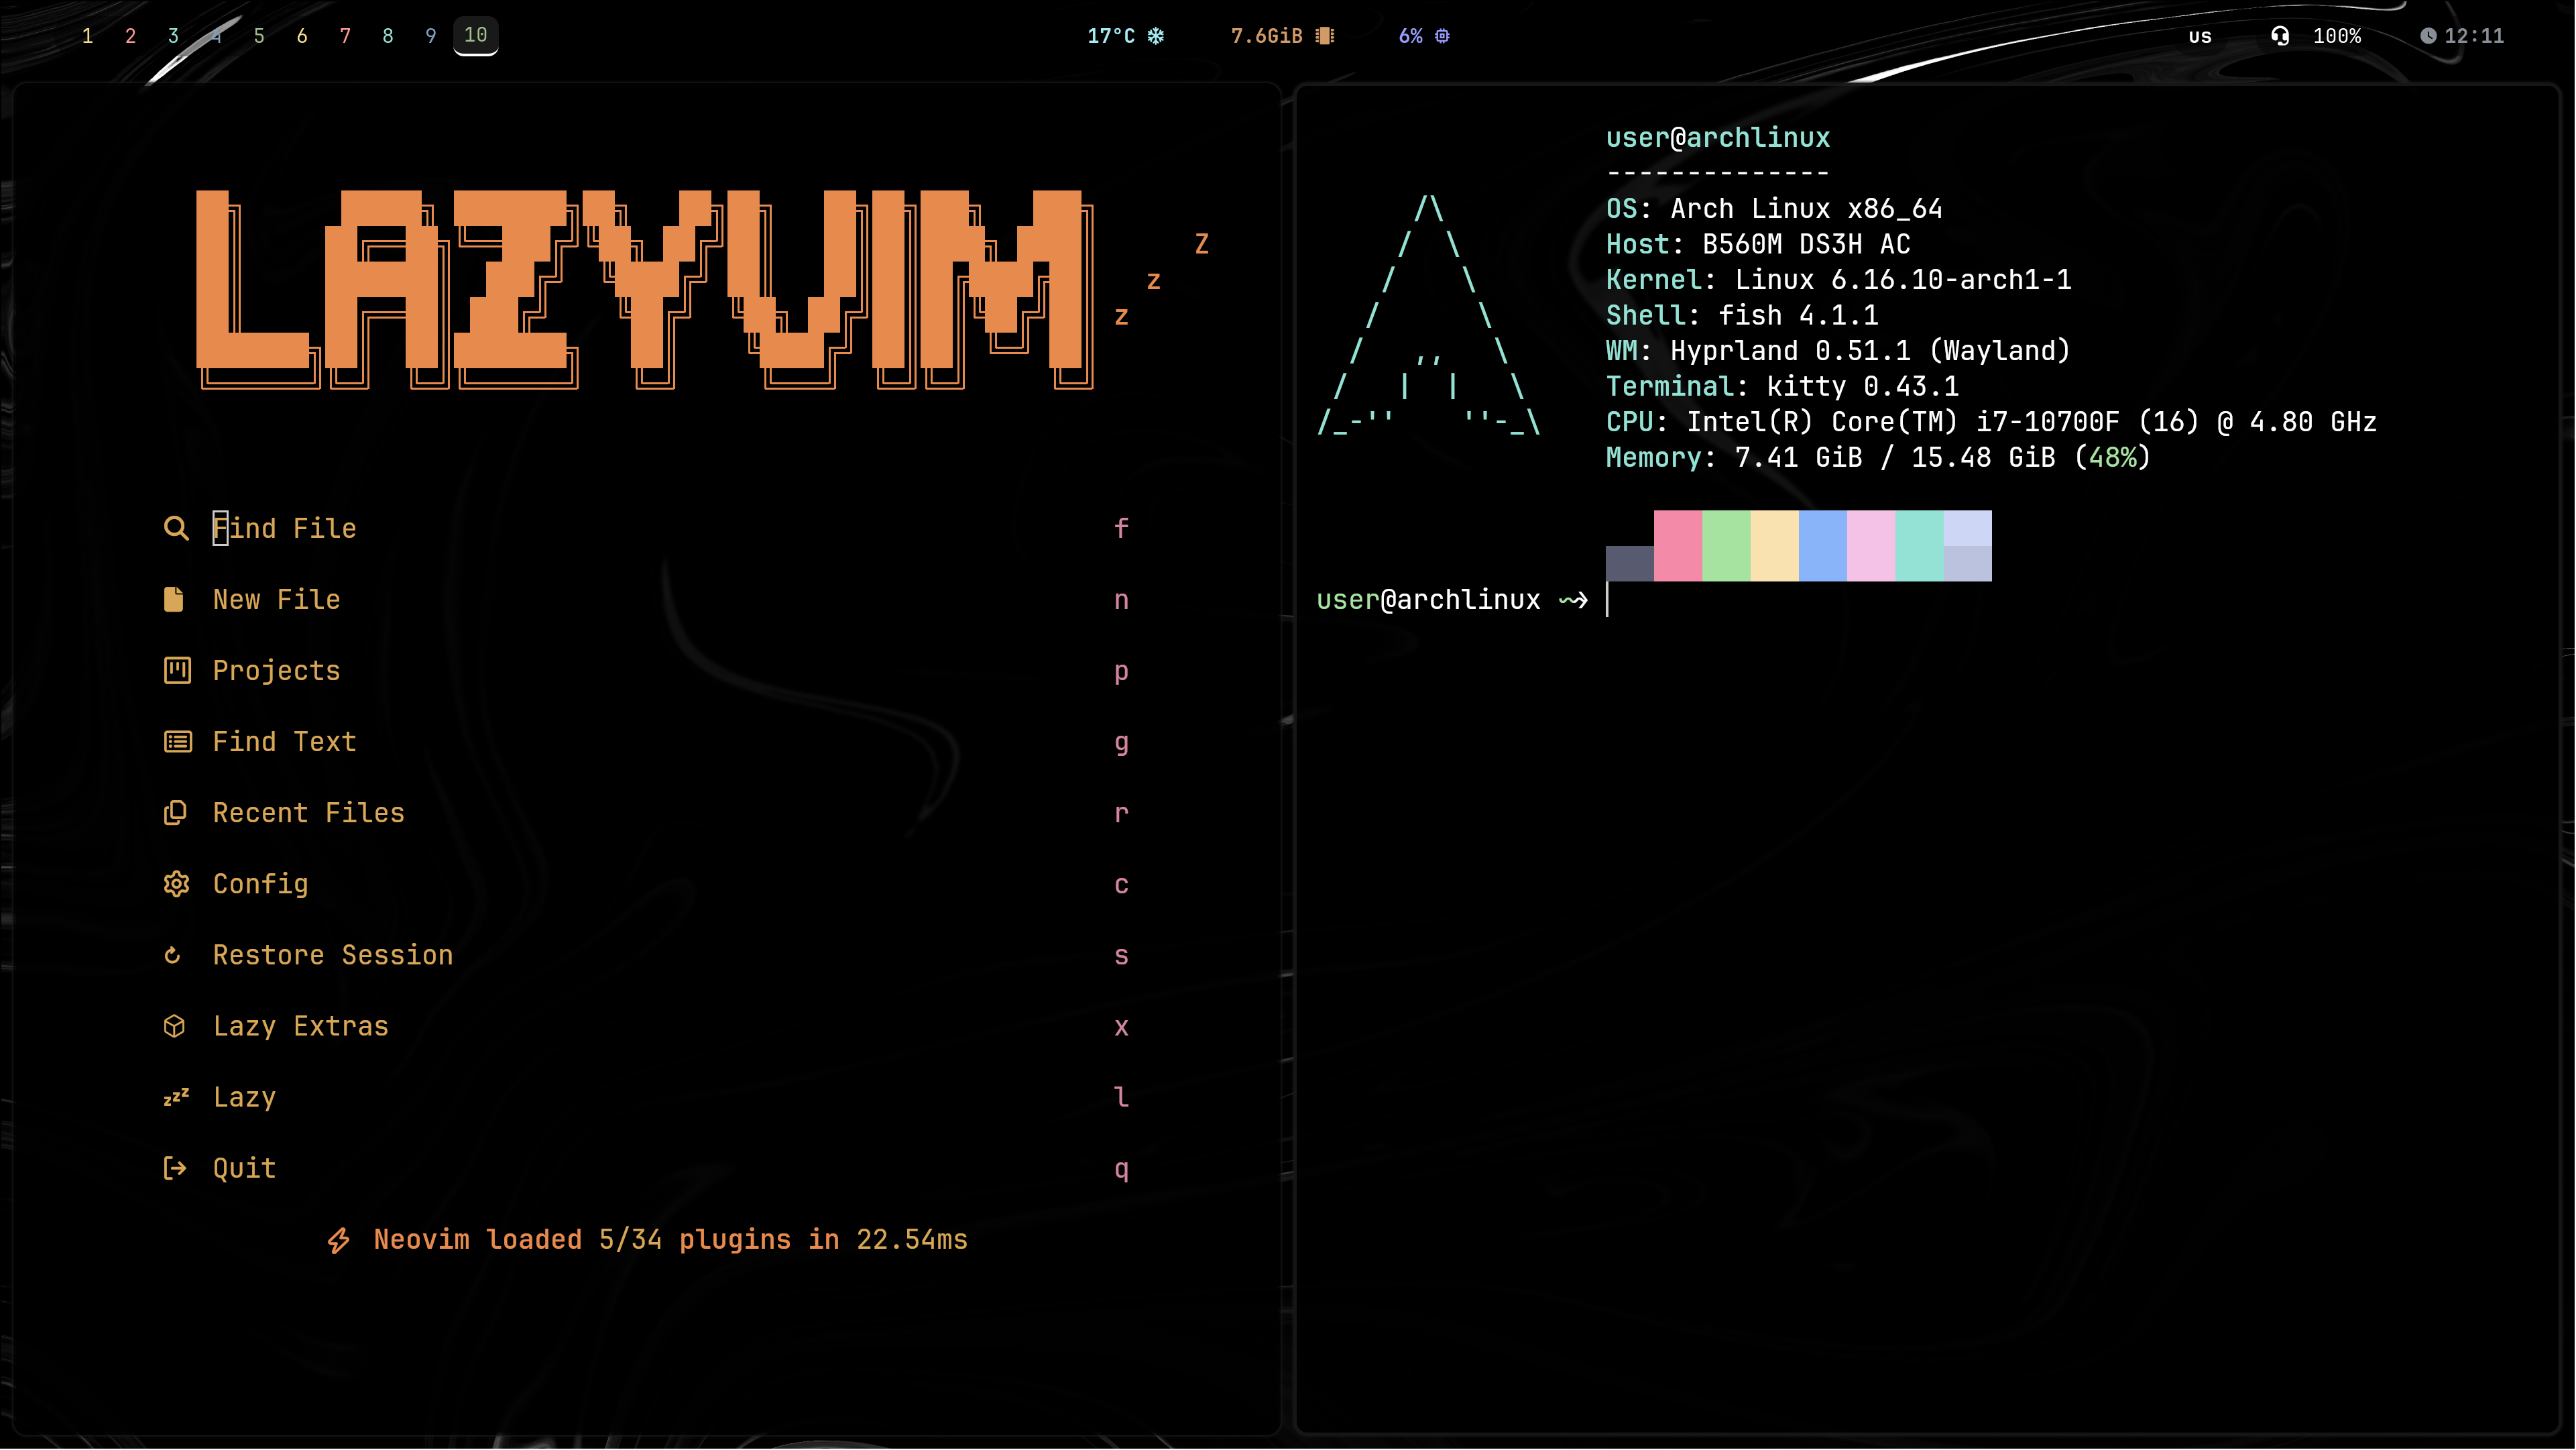 1 2 3 4 5 6 7 8 9 10 17°C 7.6GiB 6% us 100% 12:11
LAZYVIM
Z
z
z
Find File f
New File n
Projects p
Find Text g
Recent Files r
Config c
Restore Session s
Lazy Extras x
Lazy l
Quit q
Neovim loaded 5/34 plugins in 22.54ms
user@archlinux
--------------
OS: Arch Linux x86_64
Host: B560M DS3H AC
Kernel: Linux 6.16.10-arch1-1
Shell: fish 4.1.1
WM: Hyprland 0.51.1 (Wayland)
Terminal: kitty 0.43.1
CPU: Intel(R) Core(TM) i7-10700F (16) @ 4.80 GHz
Memory: 7.41 GiB / 15.48 GiB (48%)
user@archlinux ⤳